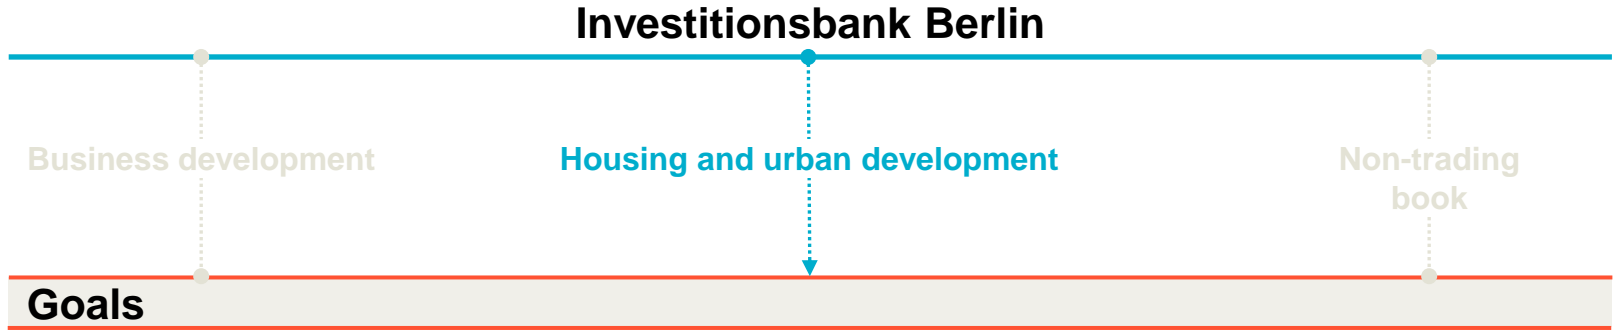 Investitionsbank Berlin
Business development
Housing and urban development
Non-trading
book
Goals